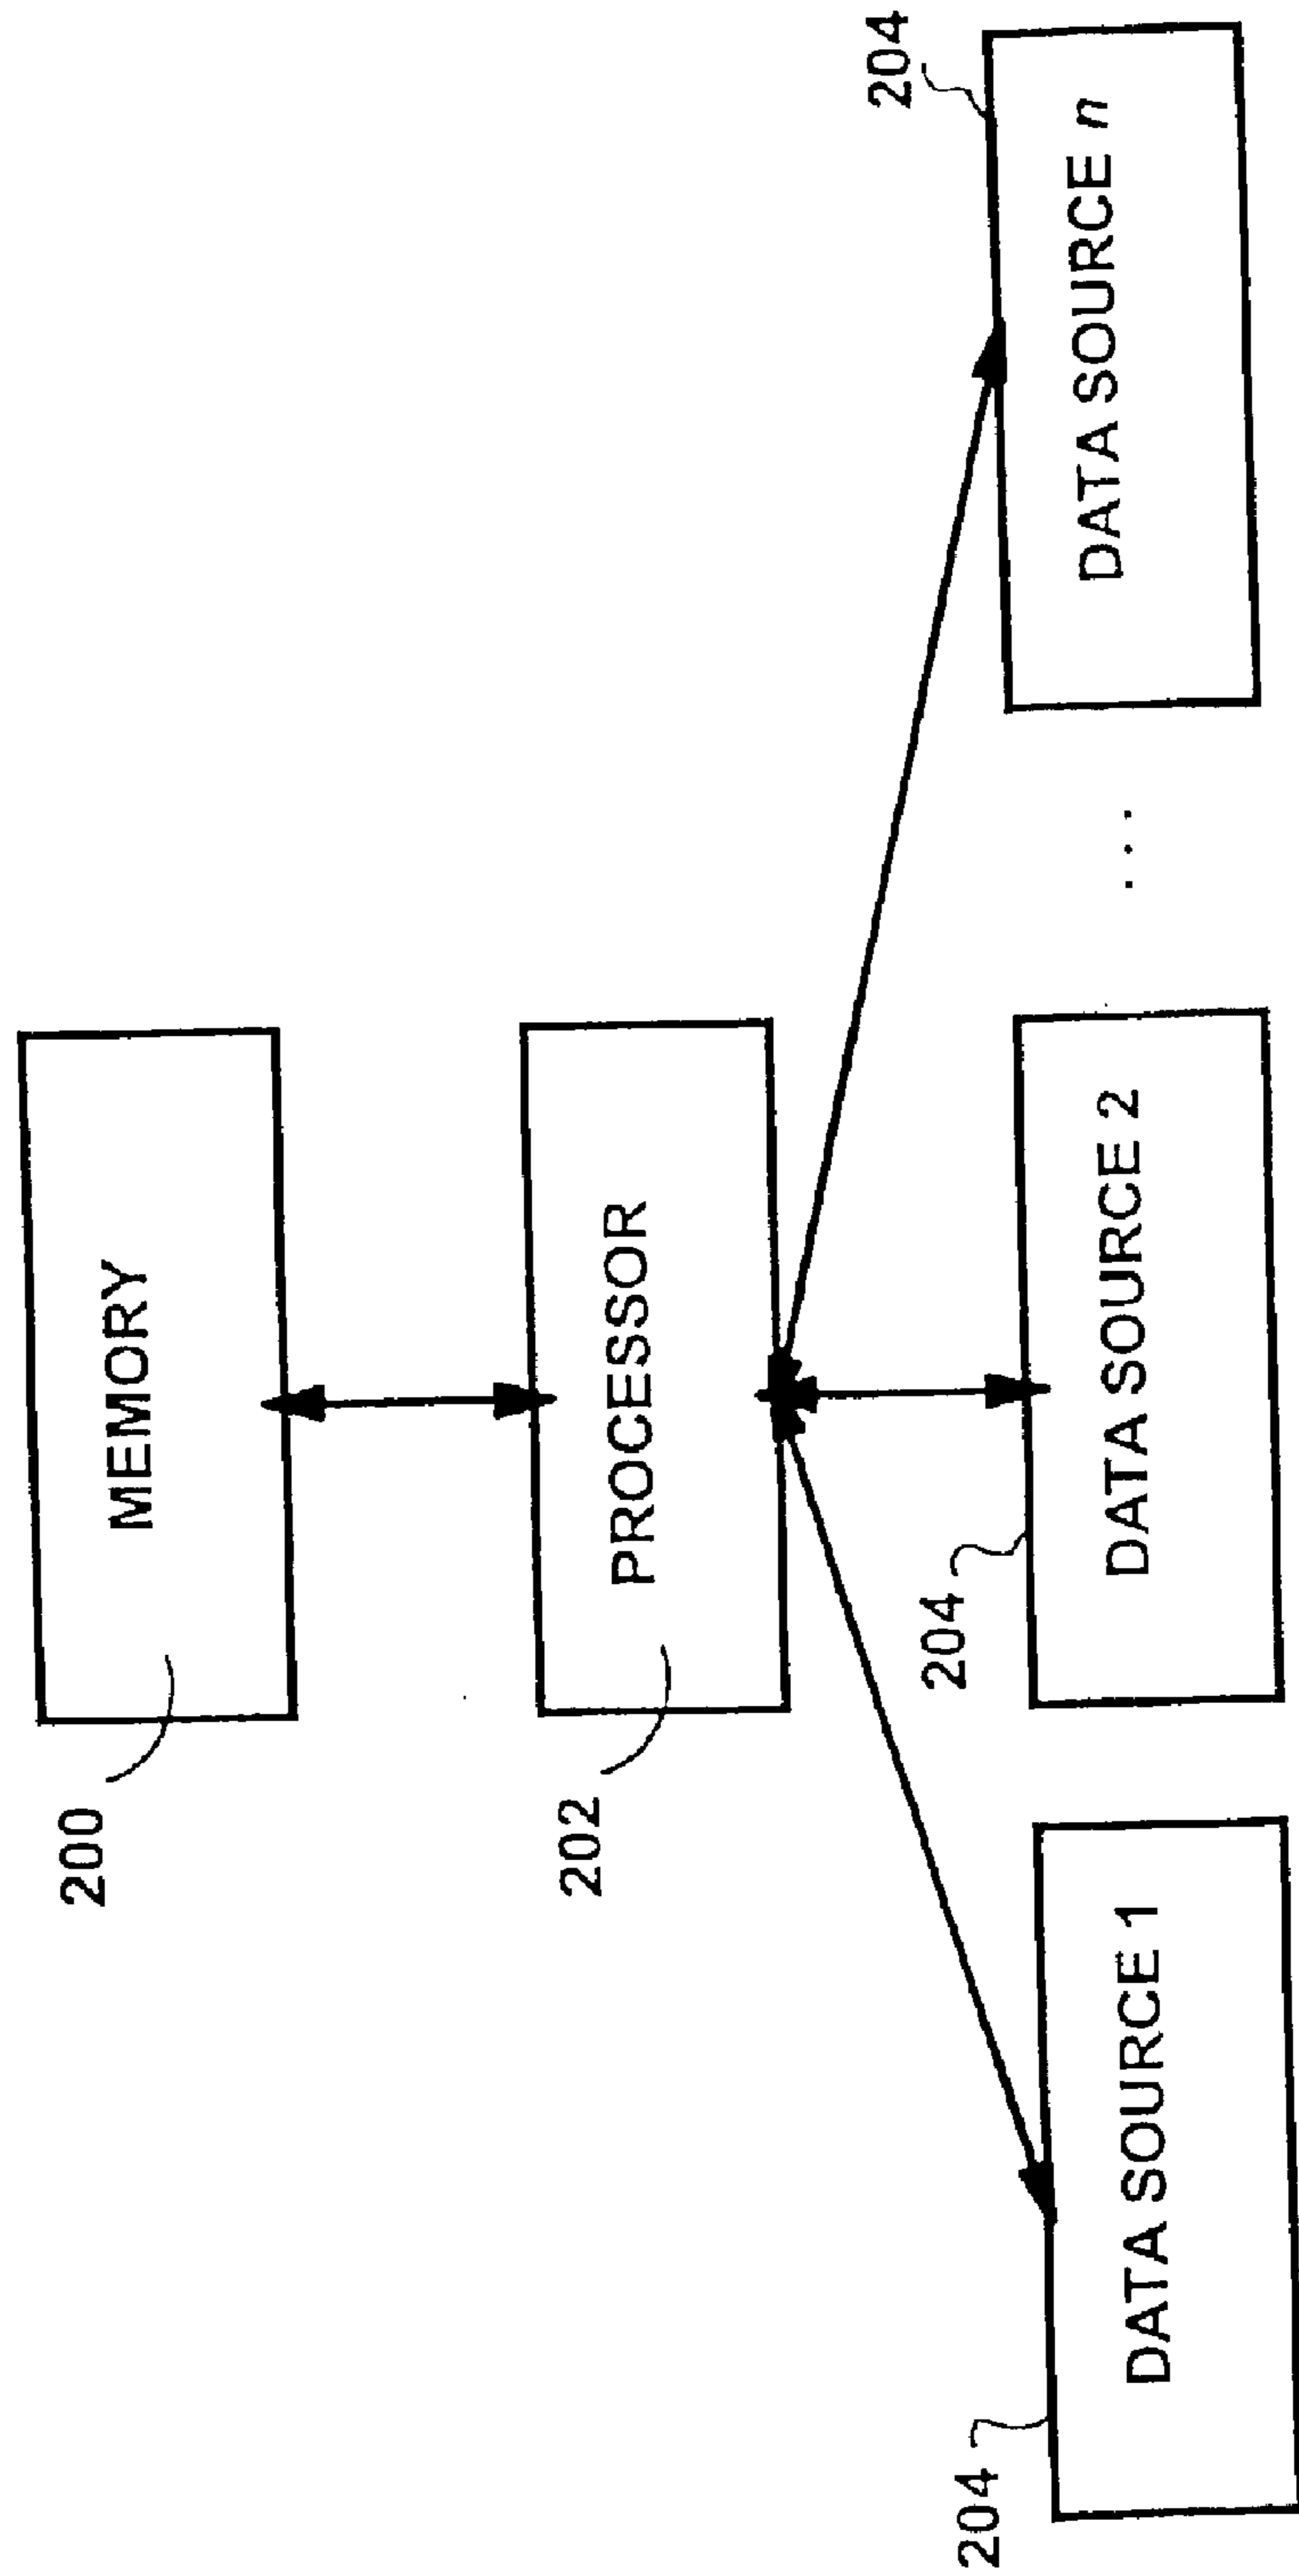 MEMORY
200
PROCESSOR
202
204
DATA SOURCE 1
204
DATA SOURCE 2
. . .
204
DATA SOURCE n